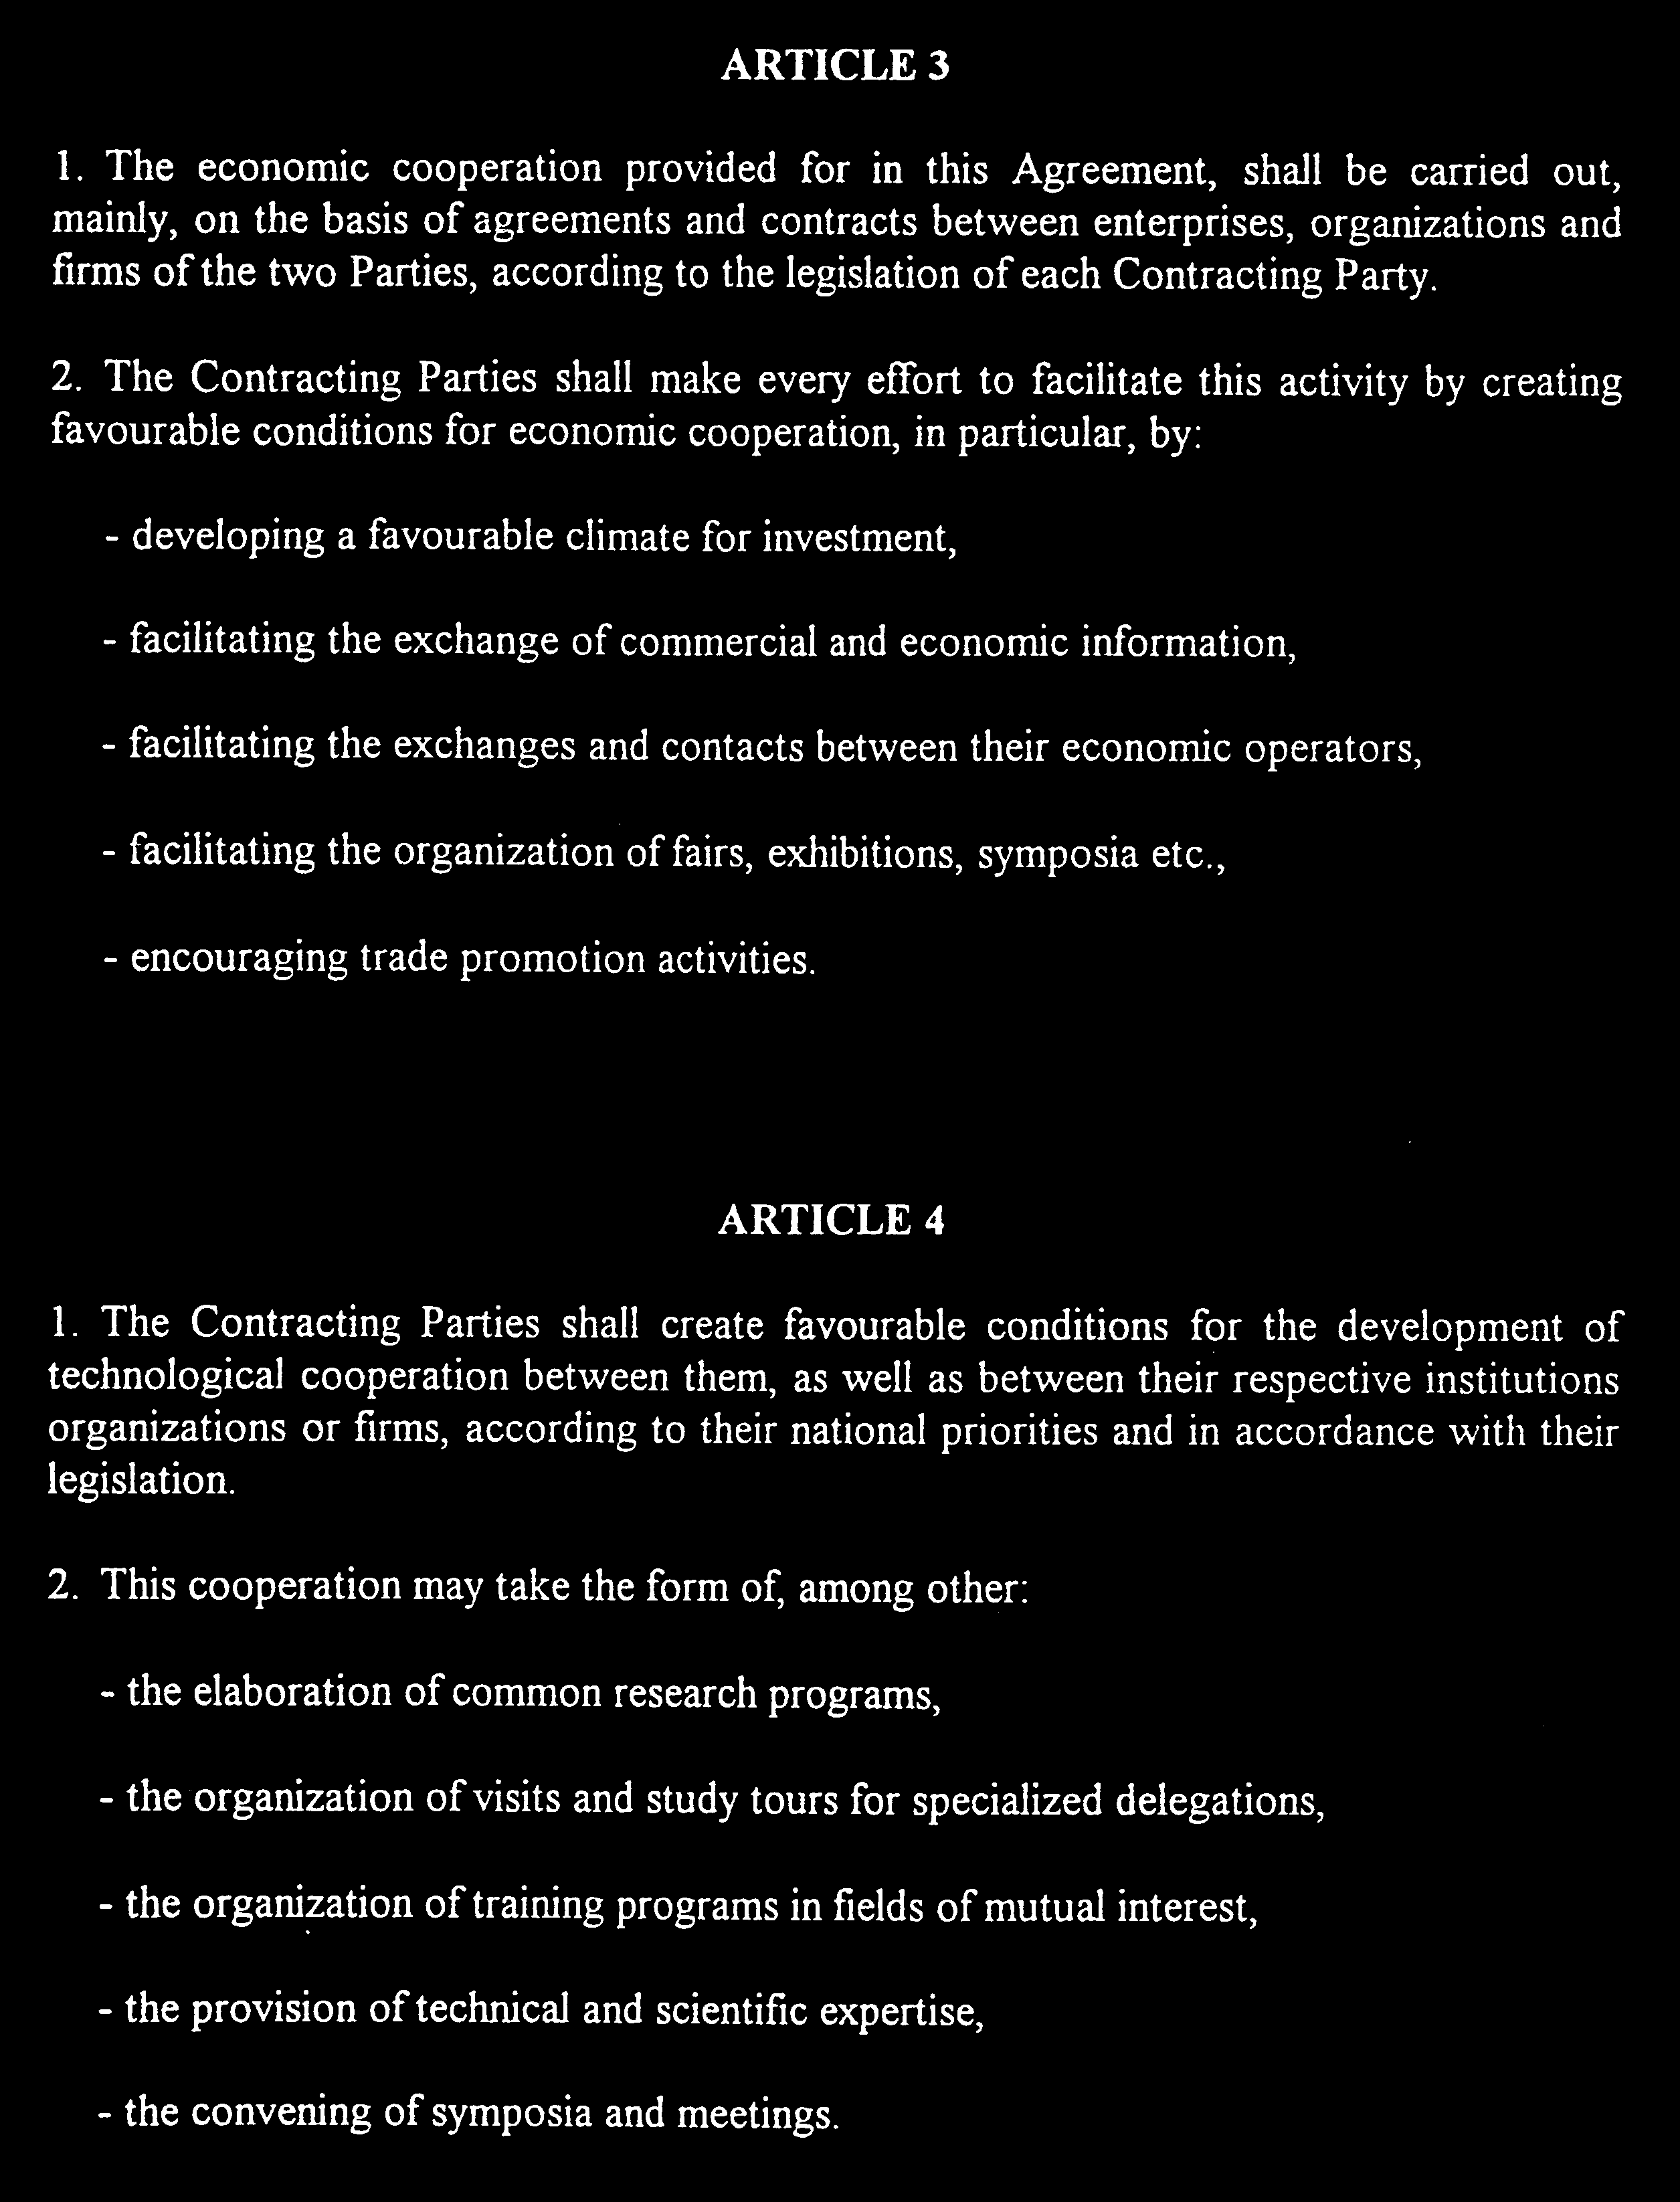 ARTICLE 3
1. The economic cooperation provided for in this Agreement, shall be carried out,
mainly, on the basis of agreements and contracts between enterprises, organizations and
firms of the two Parties, according to the legislation of each Contracting Party.
2. The Contracting Parties shall make every effort to facilitate this activity by creating
favourable conditions for economic cooperation, in particular, by:
- developing a favourable climate for investment,
- facilitating the exchange of commercial and economic information,
- facilitating the exchanges and contacts between their economic operators,
- facilitating the organization of fairs, exhibitions, symposia etc.,
- encouraging trade promotion activities.
ARTICLE 4
1. The Contracting Parties shall create favourable conditions for the development of
technological cooperation between them, as well as between their respective institutions
organizations or firms, according to their national priorities and in accordance with their
legislation.
2. This cooperation may take the form of, among other:
- the elaboration of common research programs,
- the organization of visits and study tours for specialized delegations,
- the organization of training programs in fields of mutual interest,
- the provision of technical and scientific expertise,
- the convening of symposia and meetings.